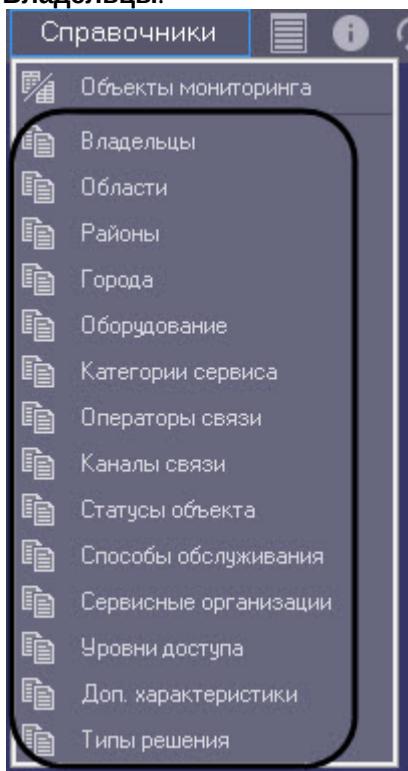 Владельцы.
Справочники
Объекты мониторинга
Владельцы
Области
Районы
Города
Оборудование
Категории сервиса
Операторы связи
Каналы связи
Статусы объекта
Способы обслуживания
Сервисные организации
Уровни доступа
Доп. характеристики
Типы решения